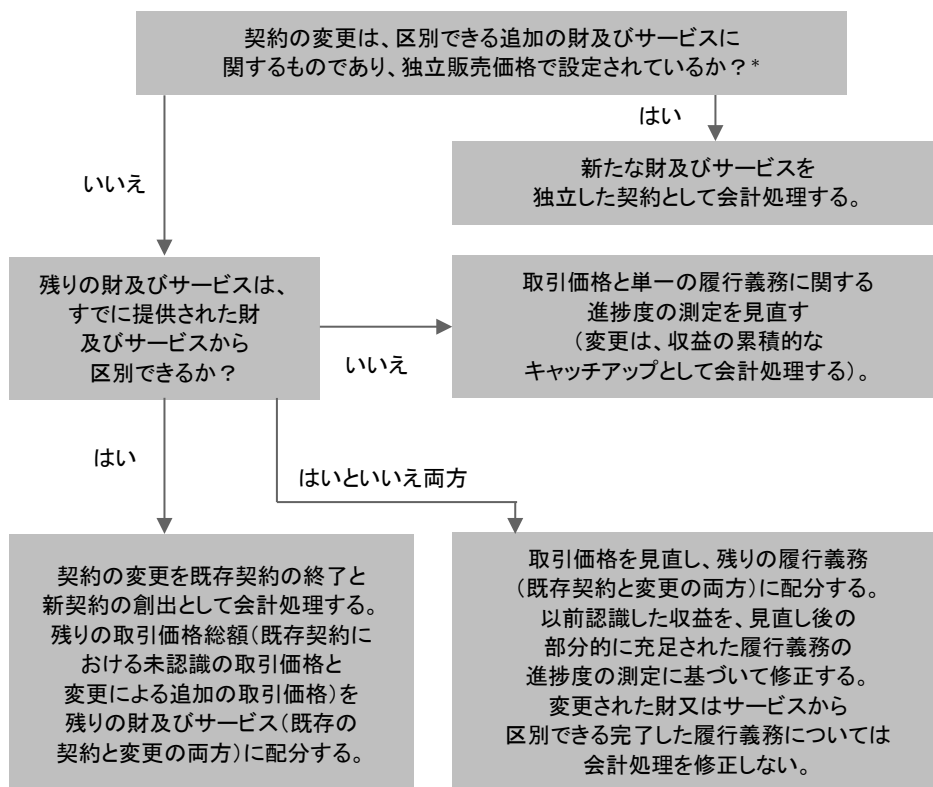 契約の変更は、区別できる追加の財及びサービスに
関するものであり、独立販売価格で設定されているか？*
はい
いいえ
新たな財及びサービスを
独立した契約として会計処理する。
残りの財及びサービスは、
すでに提供された財
及びサービスから
区別できるか？
いいえ
取引価格と単一の履行義務に関する
進捗度の測定を見直す
（変更は、収益の累積的な
キャッチアップとして会計処理する）。
はい
はいといいえ両方
契約の変更を既存契約の終了と
新契約の創出として会計処理する。
残りの取引価格総額（既存契約に
おける未認識の取引価格と
変更による追加の取引価格）を
残りの財及びサービス（既存の
契約と変更の両方）に配分する。
取引価格を見直し、残りの履行義務
（既存契約と変更の両方）に配分する。
以前認識した収益を、見直し後の
部分的に充足された履行義務の
進捗度の測定に基づいて修正する。
変更された財又はサービスから
区別できる完了した履行義務については
会計処理を修正しない。